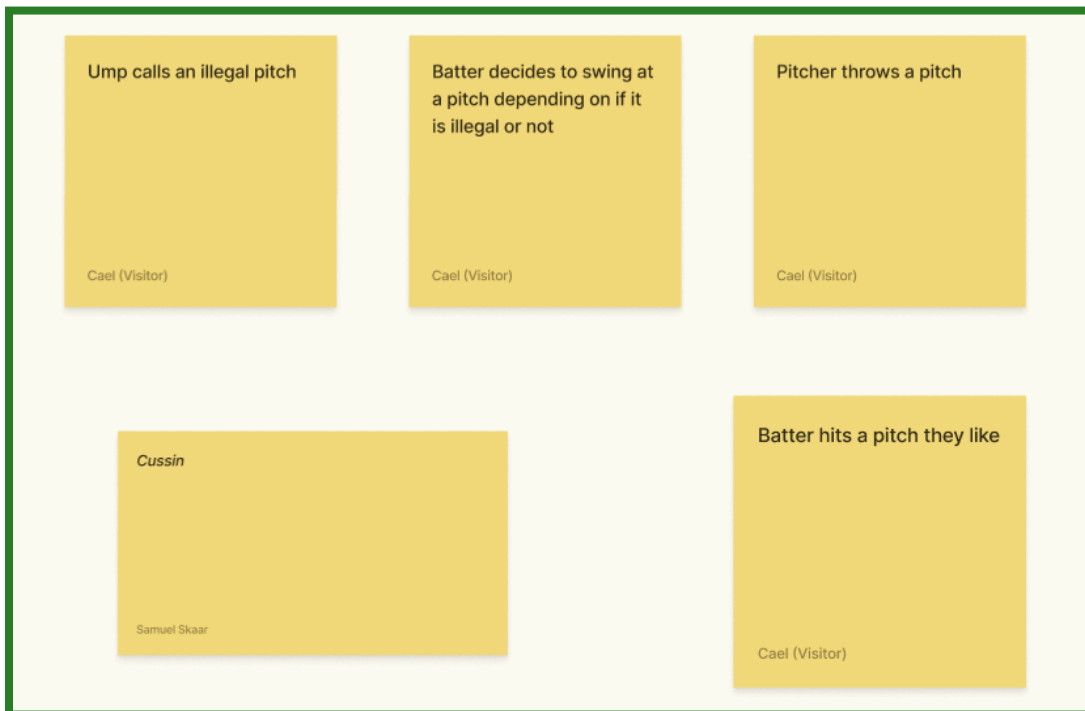 Ump calls an illegal pitch
Cael (Visitor)
Batter decides to swing at
a pitch depending on if it
is illegal or not
Cael (Visitor)
Pitcher throws a pitch
Cael (Visitor)
Cussin
Samuel Skaar
Batter hits a pitch they like
Cael (Visitor)